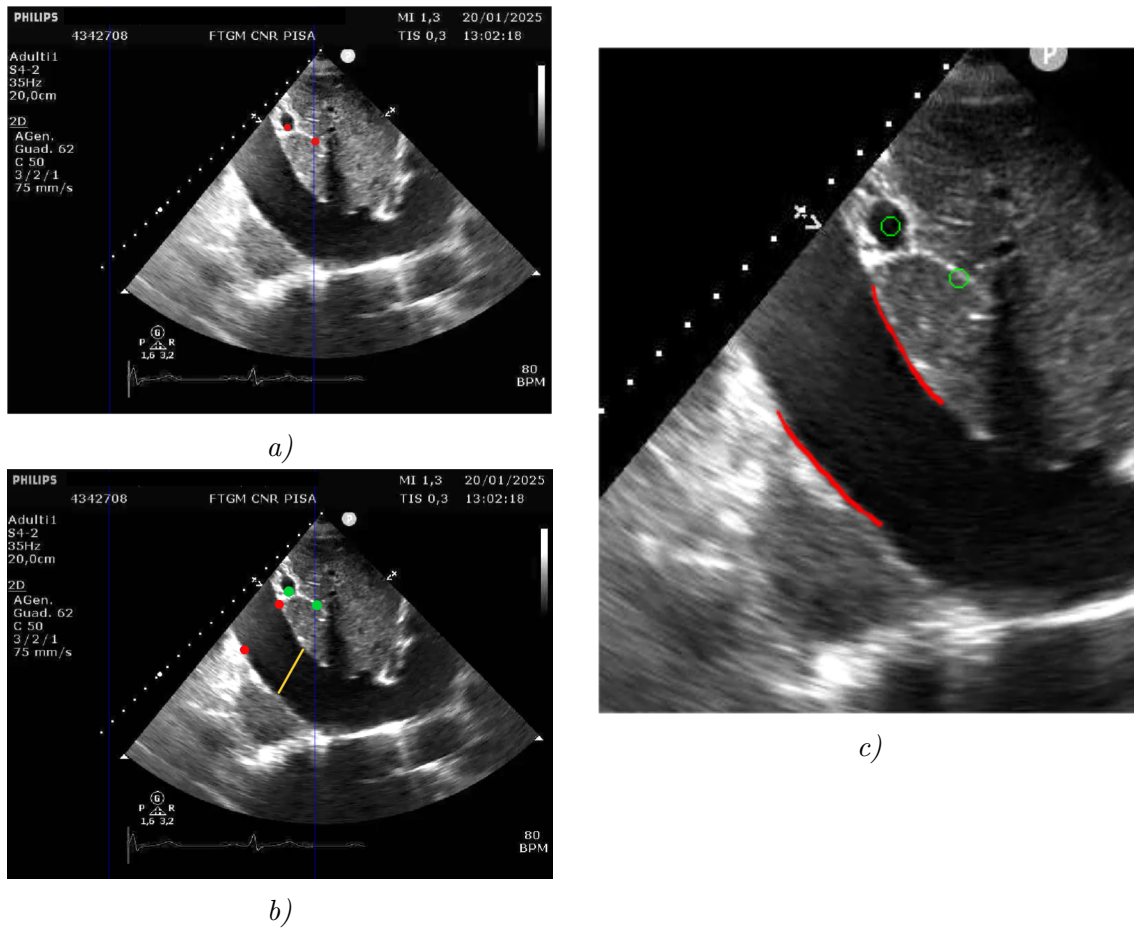 PHILIPS MI 1,3 20/01/2025
4342708 FTGM CNR PISA TIS 0,3 13:02:18
P
Adulti1
S4-2
35Hz
20,0cm
2D
AGen.
Guad. 62
C 50
3/2/1
75 mm/s
G
P R
1,6 3,2
80
BPM
a)
PHILIPS MI 1,3 20/01/2025
4342708 FTGM CNR PISA TIS 0,3 13:02:18
P
Adulti1
S4-2
35Hz
20,0cm
2D
AGen.
Guad. 62
C 50
3/2/1
75 mm/s
G
P R
1,6 3,2
80
BPM
b)
P
c)